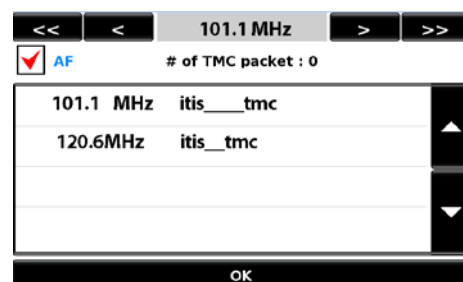 << < 101.1 MHz > >>
AF # of TMC packet : 0
101.1 MHz itis____tmc
120.6MHz itis__tmc
OK